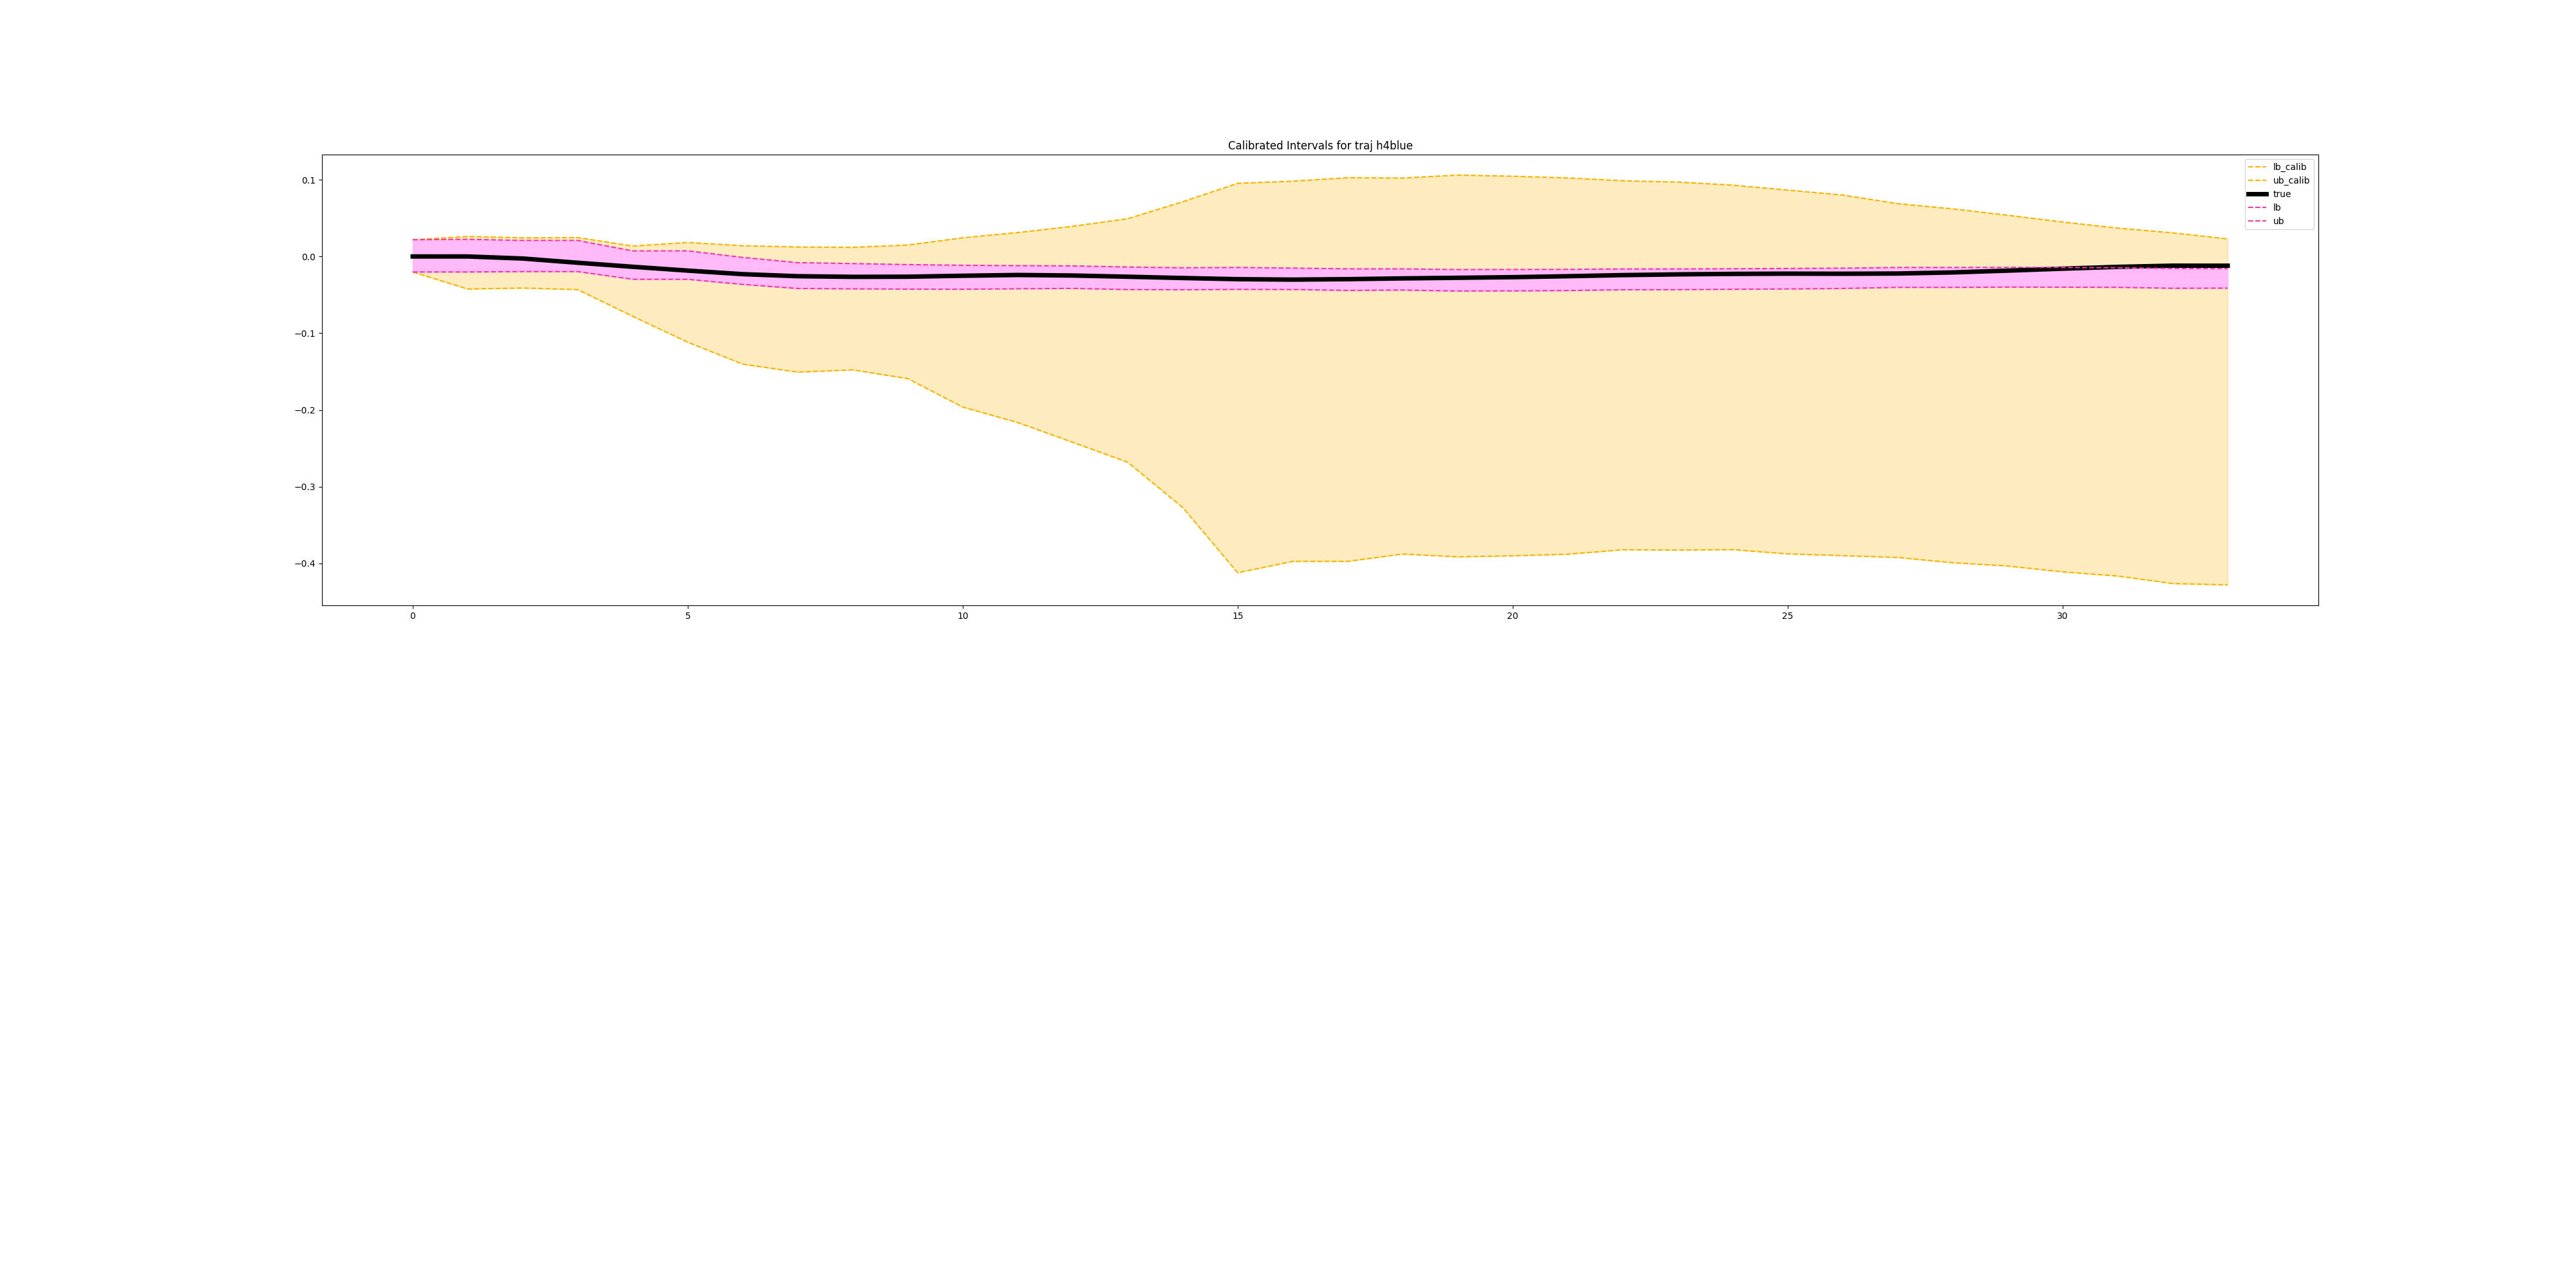 Calibrated Intervals for traj h4blue
0.1
0.0
−0.1
−0.2
−0.3
−0.4
0 5 10 15 20 25 30
lb_calib
ub_calib
true
lb
ub